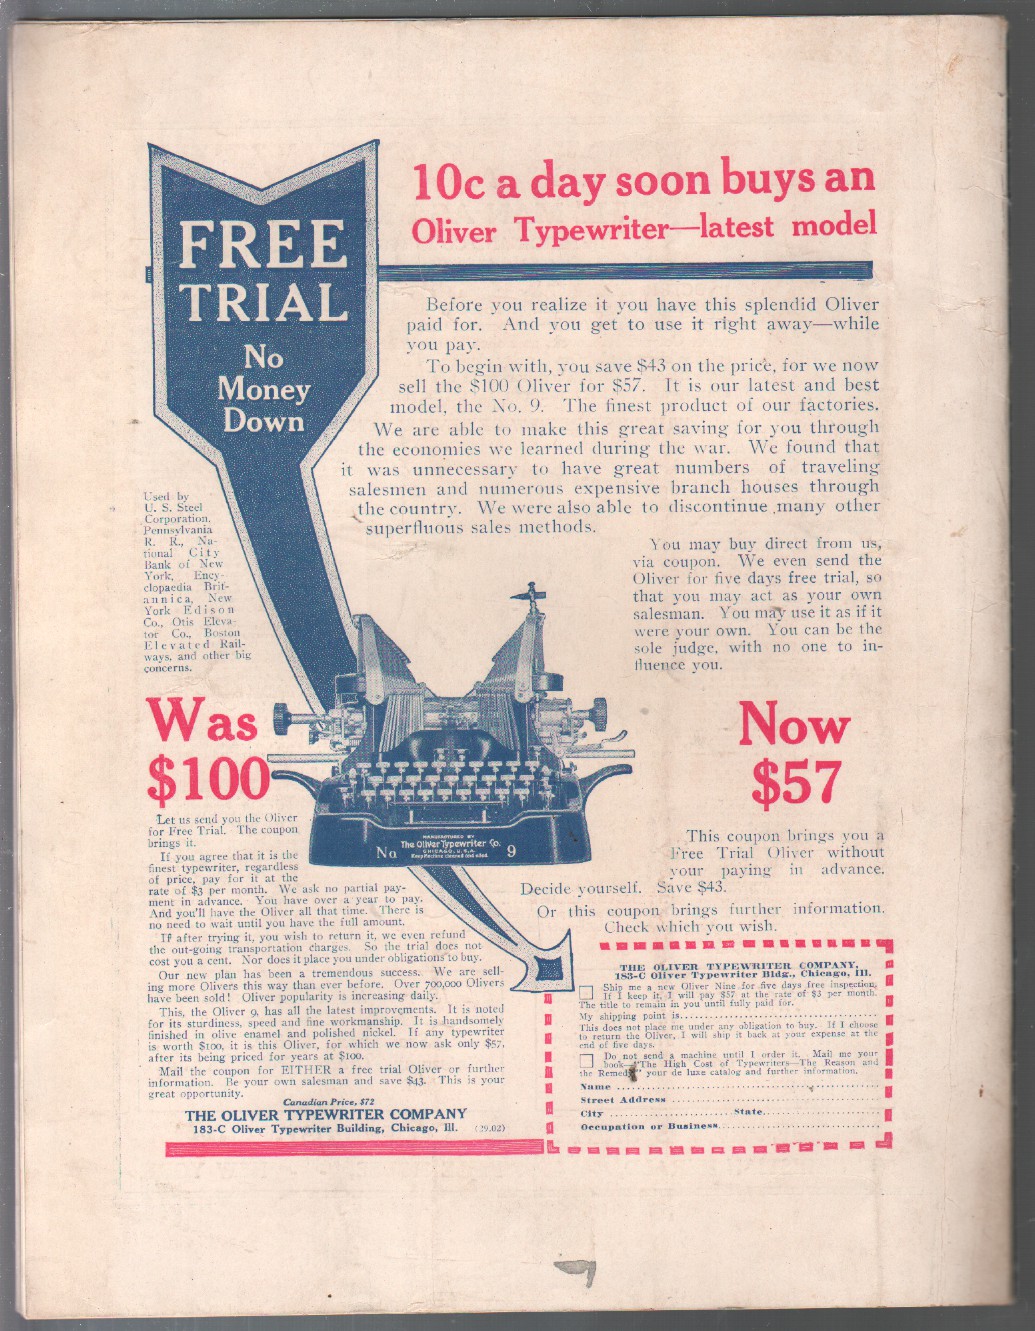 FREE
TRIAL
No
Money
Down
10c a day soon buys an
Oliver Typewriter—latest model
Before you realize it you have this splendid Oliver
paid for. And you get to use it right away—while
you pay.
To begin with, you save $43 on the price, for we now
sell the $100 Oliver for $57. It is our latest and best
model, the No. 9. The finest product of our factories.
We are able to make this great saving for you through
the economies we learned during the war. We found that
it was unnecessary to have great numbers of traveling
salesmen and numerous expensive branch houses through
the country. We were also able to discontinue many other
superfluous sales methods.
You may buy direct from us,
via coupon. We even send the
Oliver for five days free trial, so
that you may act as your own
salesman. You may use it as if it
were your own. You can be the
sole judge, with no one to in-
fluence you.
Used by
U. S. Steel
Corporation,
Pennsylvania
R. R., Na-
tional City
Bank of New
York, Ency-
clopaedia Brit-
annica, New
York Edison
Co., Otis Eleva-
tor Co., Boston
Elevated Rail-
ways, and other big
concerns.
Was
$100
Now
$57
MANUFACTURED BY
The Oliver Typewriter Co.
CHICAGO, U.S.A.
Keep Machine cleaned and oiled.
No 9
Let us send you the Oliver
for Free Trial. The coupon
brings it.
If you agree that it is the
finest typewriter, regardless
of price, pay for it at the
rate of $3 per month. We ask no partial pay-
ment in advance. You have over a year to pay.
And you'll have the Oliver all that time. There is
no need to wait until you have the full amount.
If after trying it, you wish to return it, we even refund
the out-going transportation charges. So the trial does not
cost you a cent. Nor does it place you under obligations to buy.
Our new plan has been a tremendous success. We are sell-
ing more Olivers this way than ever before. Over 700,000 Olivers
have been sold! Oliver popularity is increasing daily.
This, the Oliver 9, has all the latest improvements. It is noted
for its sturdiness, speed and fine workmanship. It is handsomely
finished in olive enamel and polished nickel. If any typewriter
is worth $100, it is this Oliver, for which we now ask only $57,
after its being priced for years at $100.
Mail the coupon for EITHER a free trial Oliver or further
information. Be your own salesman and save $43. This is your
great opportunity.
Canadian Price, $72
THE OLIVER TYPEWRITER COMPANY
183-C Oliver Typewriter Building, Chicago, Ill. (29.02)
This coupon brings you a
Free Trial Oliver without
your paying in advance.
Decide yourself. Save $43.
Or this coupon brings further information.
Check which you wish.
THE OLIVER TYPEWRITER COMPANY,
183-C Oliver Typewriter Bldg., Chicago, Ill.
Ship me a new Oliver Nine for five days free inspection.
If I keep it, I will pay $57 at the rate of $3 per month.
The title to remain in you until fully paid for.
My shipping point is
This does not place me under any obligation to buy. If I choose
to return the Oliver, I will ship it back at your expense at the
end of five days.
Do not send a machine until I order it. Mail me your
book—"The High Cost of Typewriters—The Reason and
the Remedy," your de luxe catalog and further information.
Name
Street Address
City State
Occupation or Business